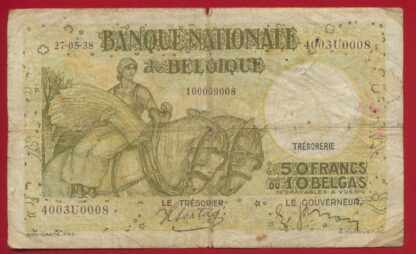 27-05-38
BANQUE NATIONALE
4003U0008
DE BELGIQUE
100009008
TRÉSORERIE
50 FRANCS
OU 10 BELGAS
PAYABLES A VUE
4003U0008
LE TRÉSORIER
LE GOUVERNEUR